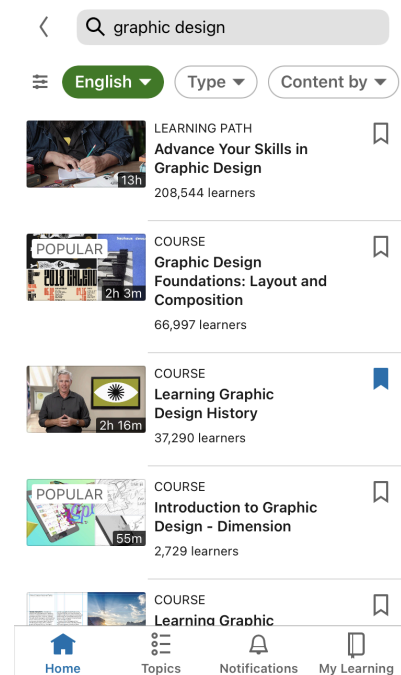 graphic design
English
Type
Content by
LEARNING PATH
Advance Your Skills in
Graphic Design
208,544 learners
13h
COURSE
Graphic Design
Foundations: Layout and
Composition
66,997 learners
POPULAR
2h 3m
COURSE
Learning Graphic
Design History
37,290 learners
2h 16m
COURSE
Introduction to Graphic
Design - Dimension
2,729 learners
POPULAR
55m
COURSE
Learning Graphic
Home
Topics
Notifications
My Learning